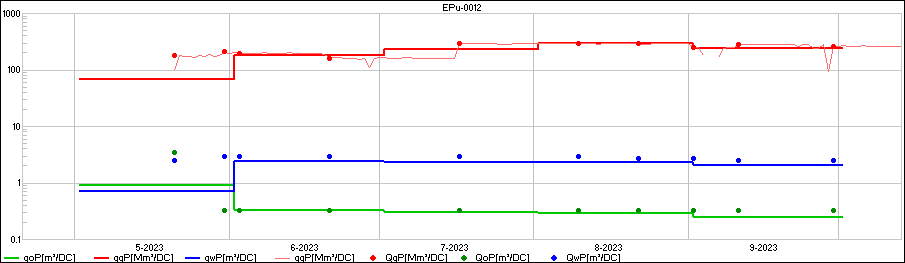 EPu-0012
1000
100
10
1
0.1
5-2023 6-2023 7-2023 8-2023 9-2023
qoP[m³/DC] qgP[Mm³/DC] qwP[m³/DC] qgP[Mm³/DC] QgP[Mm³/DC] QoP[m³/DC] QwP[m³/DC]